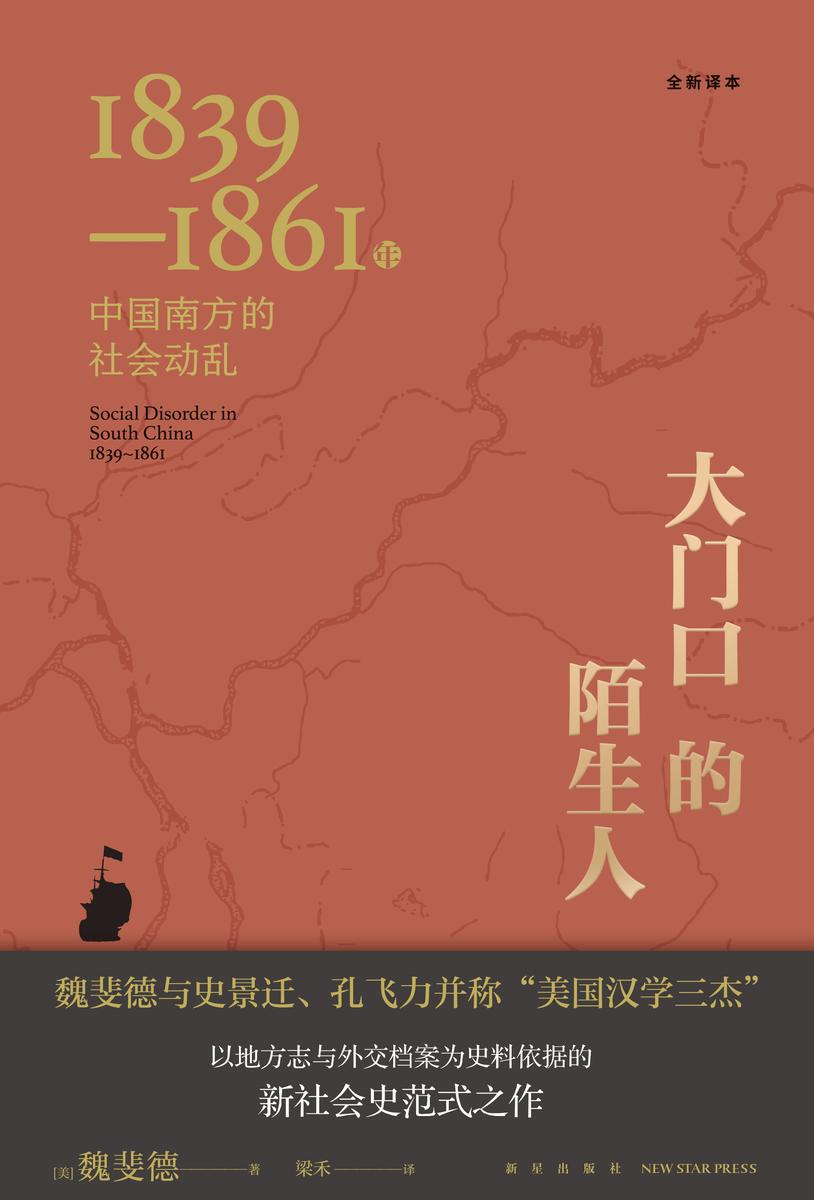 全新译本
1839
—1861年
中国南方的
社会动乱
Social Disorder in
South China
1839~1861
大门口的
陌生人
魏斐德与史景迁、孔飞力并称“美国汉学三杰”
以地方志与外交档案为史料依据的
新社会史范式之作
[美]魏斐德——著 梁禾——译 新星出版社 NEW STAR PRESS